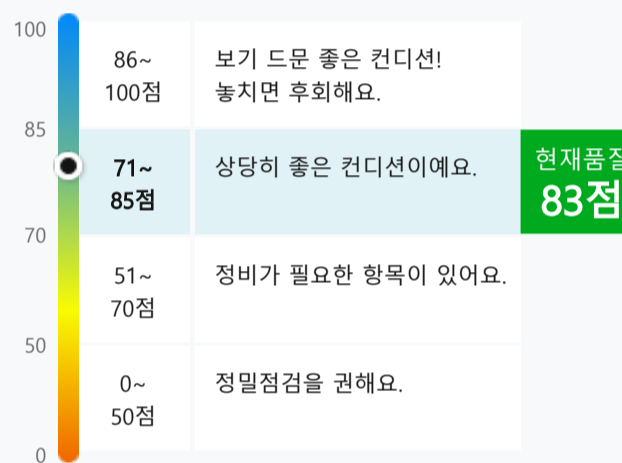 100
86~
100점
보기 드문 좋은 컨디션!
놓치면 후회해요.
85
71~
85점
상당히 좋은 컨디션이예요.
현재품질
83점
70
51~
70점
정비가 필요한 항목이 있어요.
50
0~
50점
정밀점검을 권해요.
0